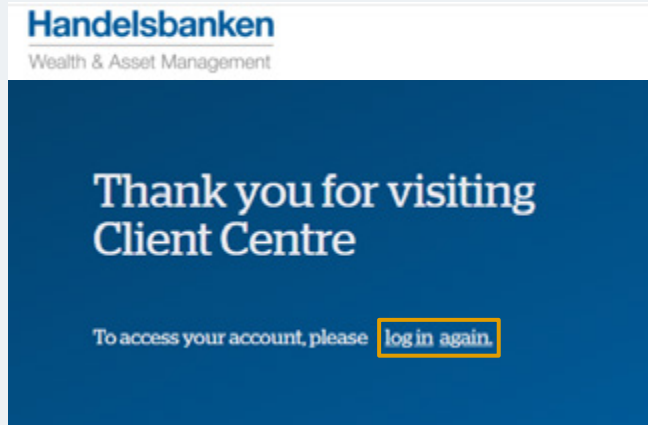 Handelsbanken
Wealth & Asset Management
Thank you for visiting
Client Centre
To access your account, please log in again.